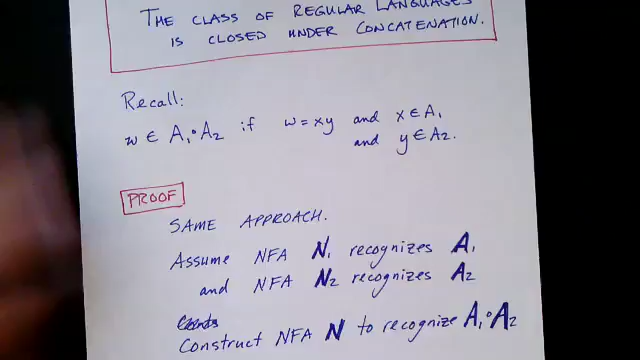 THE CLASS OF REGULAR LANGUAGES
IS CLOSED UNDER CONCATENATION.
Recall:
w ∈ A₁∘A₂ if w = xy and x ∈ A₁
and y ∈ A₂.
PROOF
SAME APPROACH.
Assume NFA N₁ recognizes A₁
and NFA N₂ recognizes A₂
Construct NFA N to recognize A₁∘A₂